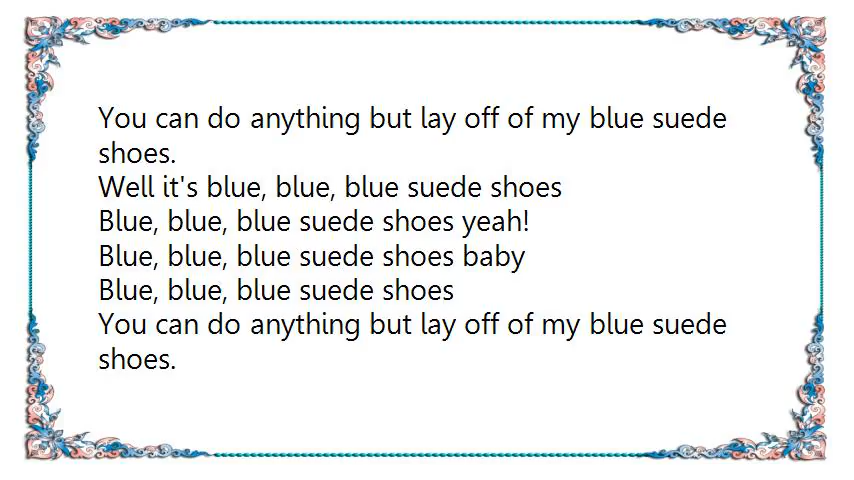 You can do anything but lay off of my blue suede
shoes.
Well it's blue, blue, blue suede shoes
Blue, blue, blue suede shoes yeah!
Blue, blue, blue suede shoes baby
Blue, blue, blue suede shoes
You can do anything but lay off of my blue suede
shoes.